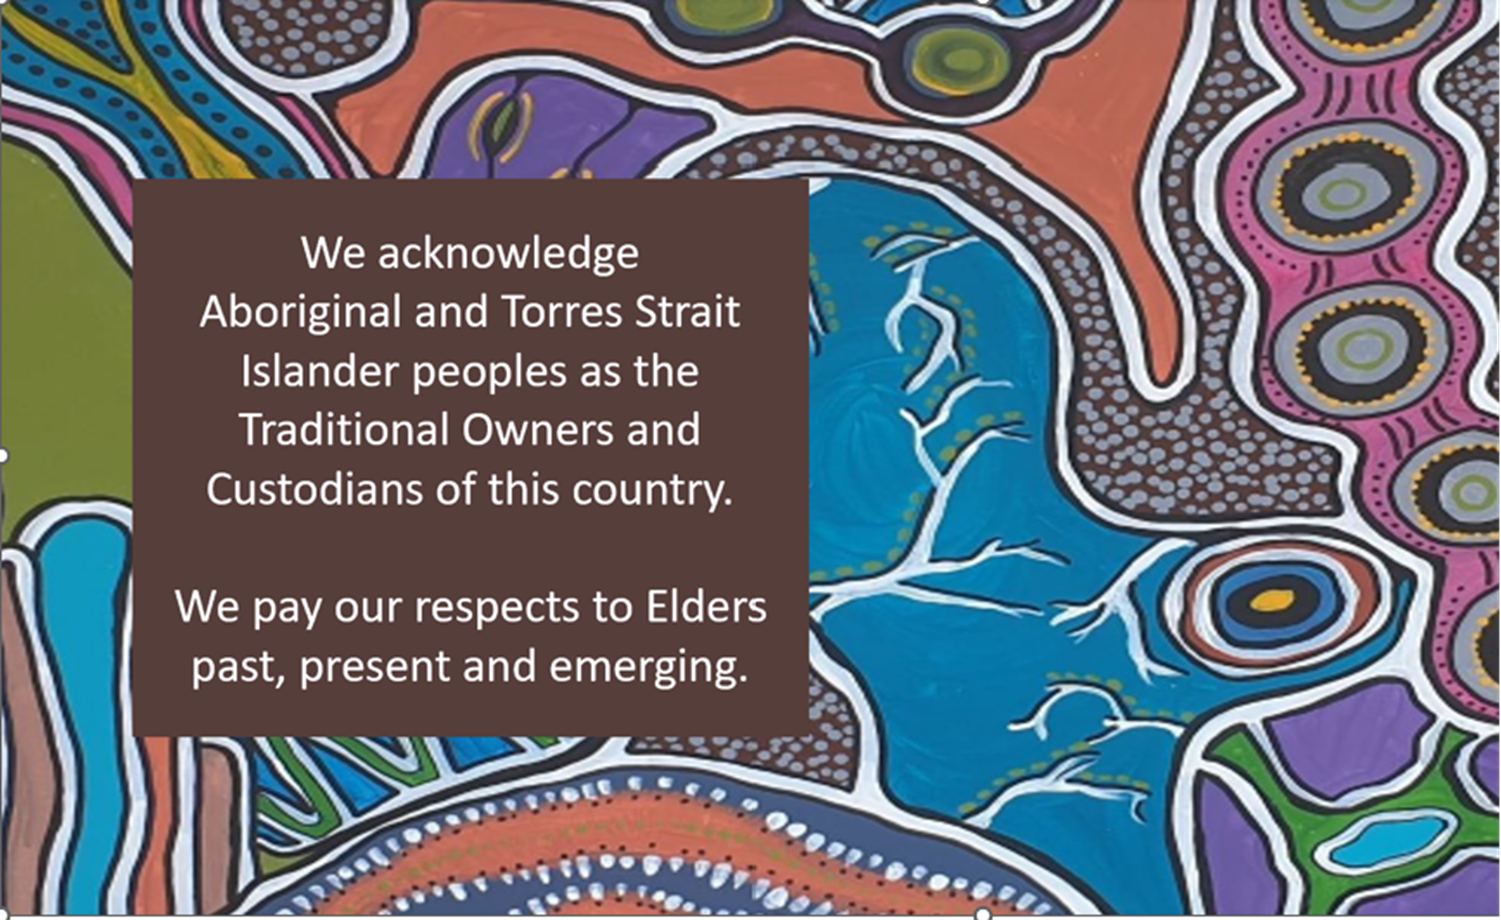 We acknowledge
Aboriginal and Torres Strait
Islander peoples as the
Traditional Owners and
Custodians of this country.
We pay our respects to Elders
past, present and emerging.